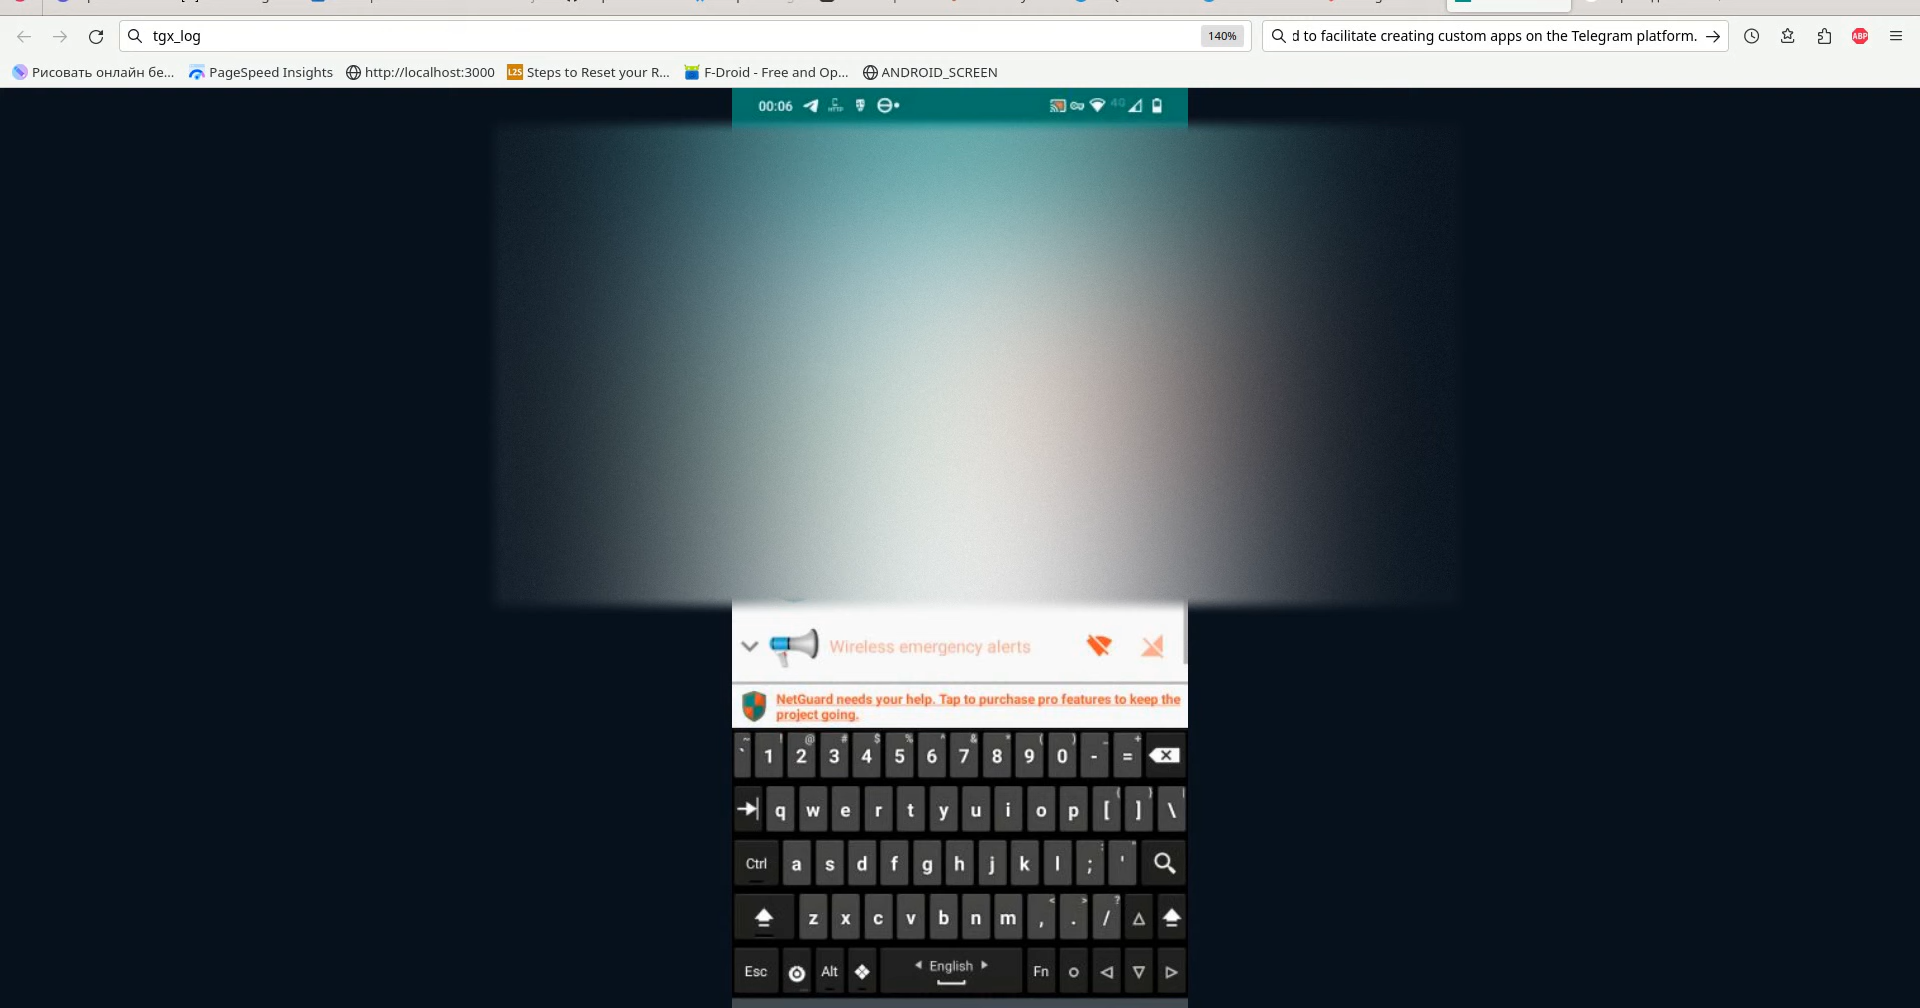 tgx_log
140%
d to facilitate creating custom apps on the Telegram platform.
ABP
Рисовать онлайн бе...
PageSpeed Insights
http://localhost:3000
Steps to Reset your R...
F-Droid - Free and Op...
ANDROID_SCREEN
00:06
4G
Wireless emergency alerts
NetGuard needs your help. Tap to purchase pro features to keep the
project going.
~ ! @ # $ % ^ & * ( ) _ +
` 1 2 3 4 5 6 7 8 9 0 - =
{ } |
q w e r t y u i o p [ ] \
: "
Ctrl a s d f g h j k l ; '
< > ?
z x c v b n m , . /
Esc Alt English Fn